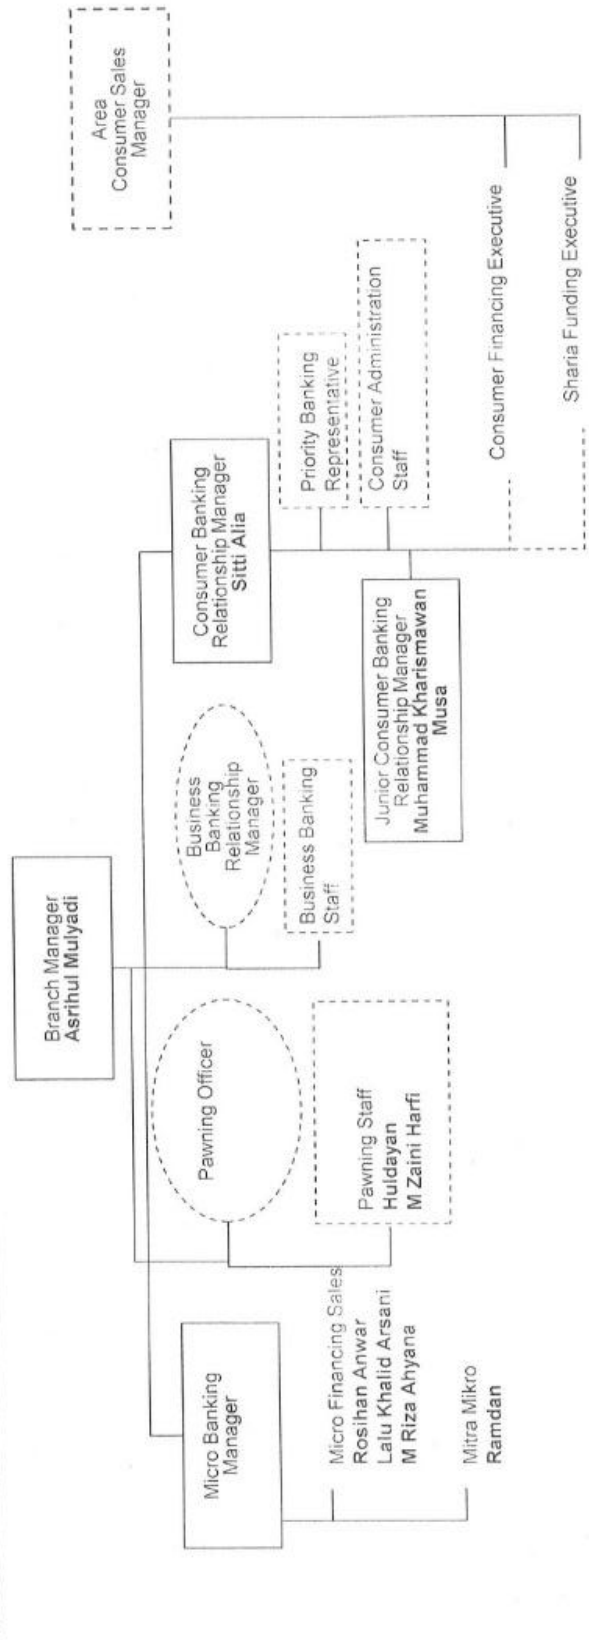 Area
Consumer Sales
Manager
Branch Manager
Asrihul Mulyadi
Micro Banking
Manager
Micro Financing Sales
Rosihan Anwar
Lalu Khalid Arsani
M Riza Ahyana
Mitra Mikro
Ramdan
Pawning Officer
Pawning Staff
Huldayan
M Zaini Harfi
Business
Banking
Relationship
Manager
Business Banking
Staff
Consumer Banking
Relationship Manager
Sitti Alia
Priority Banking
Representative
Consumer Administration
Staff
Junior Consumer Banking
Relationship Manager
Muhammad Kharismawan
Musa
Consumer Financing Executive
Sharia Funding Executive